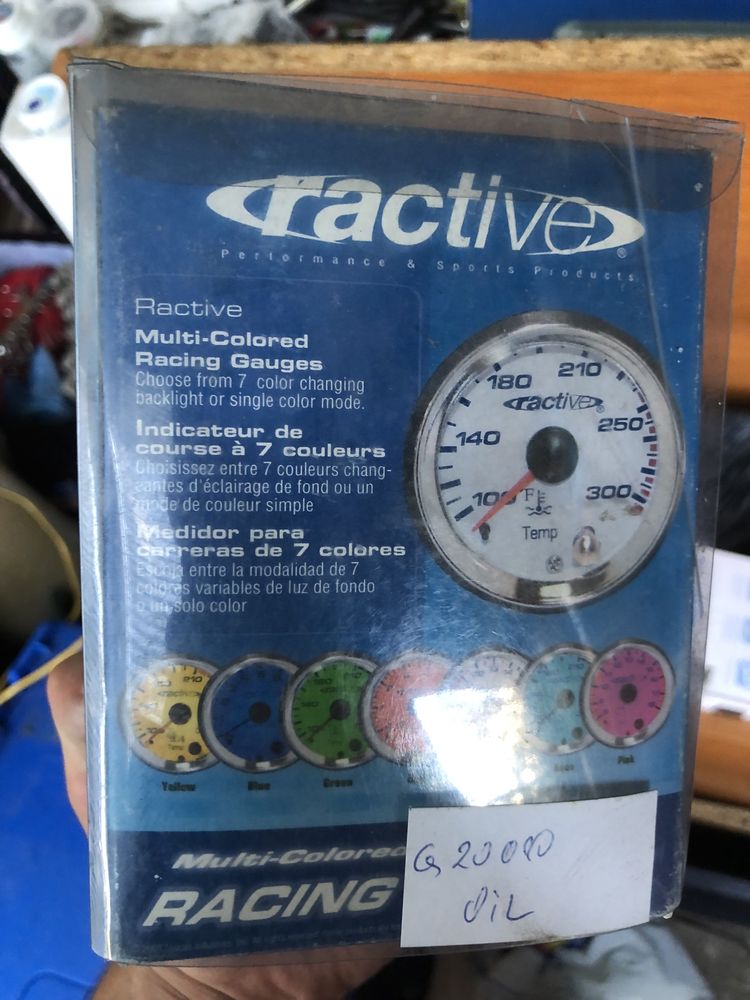 ractive®
Performance & Sports Products
Ractive
Multi-Colored
Racing Gauges
Choose from 7 color changing
backlight or single color mode.
Indicateur de
course à 7 couleurs
Choisissez entre 7 couleurs chang-
eantes d'éclairage de fond ou un
mode de couleur simple
Medidor para
carreras de 7 colores
Escoja entre la modalidad de 7
colores variables de luz de fondo
o un solo color
180 210
ractive®
140 250
100 F 300
Temp
210
Temp
Yellow Blue Green Pink
Multi-Colored
RACING
OIL